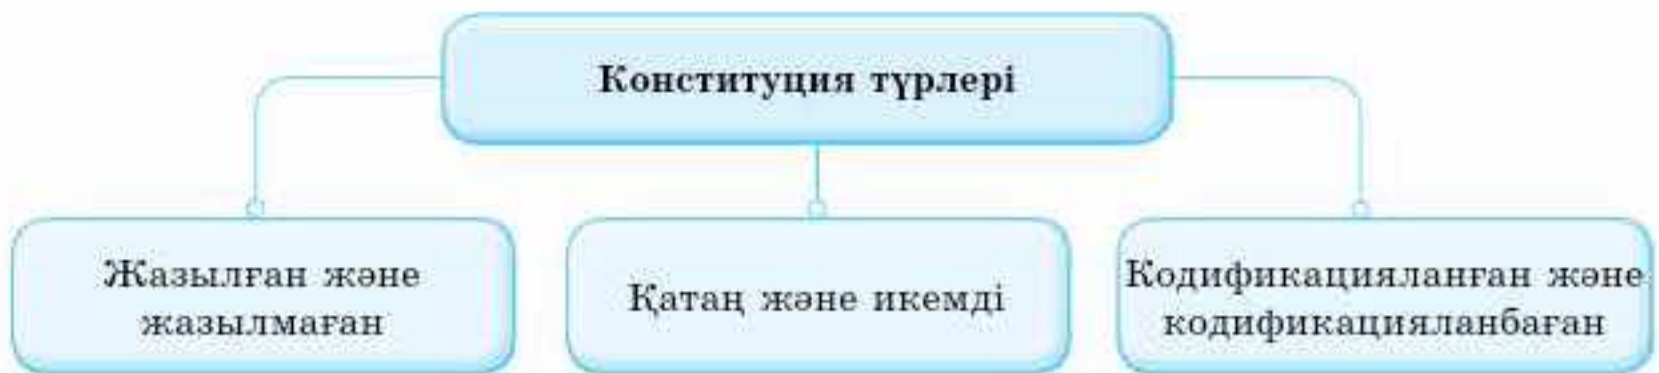 Конституция түрлері
Жазылған және
жазылмаған
Қатаң және икемді
Кодификацияланған және
кодификацияланбаған